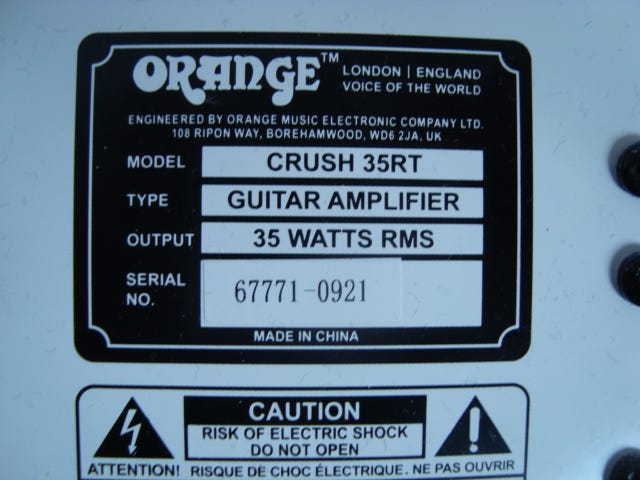 ORANGE™
LONDON | ENGLAND
VOICE OF THE WORLD
ENGINEERED BY ORANGE MUSIC ELECTRONIC COMPANY LTD.
108 RIPON WAY, BOREHAMWOOD, WD6 2JA, UK
MODEL CRUSH 35RT
TYPE GUITAR AMPLIFIER
OUTPUT 35 WATTS RMS
SERIAL NO. 67771-0921
MADE IN CHINA
CAUTION
RISK OF ELECTRIC SHOCK
DO NOT OPEN
ATTENTION! RISQUE DE CHOC ÉLECTRIQUE. NE PAS OUVRIR